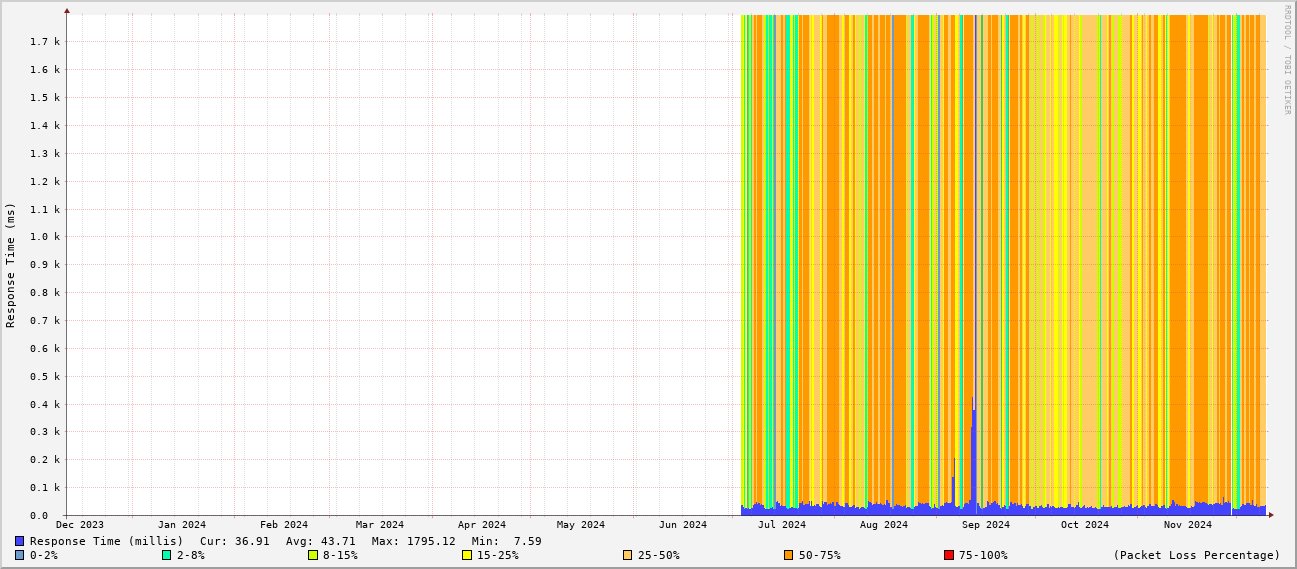 RRDTOOL / TOBI OETIKER
Response Time (ms)
1.7 k
1.6 k
1.5 k
1.4 k
1.3 k
1.2 k
1.1 k
1.0 k
0.9 k
0.8 k
0.7 k
0.6 k
0.5 k
0.4 k
0.3 k
0.2 k
0.1 k
0.0
Dec 2023 Jan 2024 Feb 2024 Mar 2024 Apr 2024 May 2024 Jun 2024 Jul 2024 Aug 2024 Sep 2024 Oct 2024 Nov 2024
Response Time (millis) Cur: 36.91 Avg: 43.71 Max: 1795.12 Min: 7.59
0-2% 2-8% 8-15% 15-25% 25-50% 50-75% 75-100% (Packet Loss Percentage)